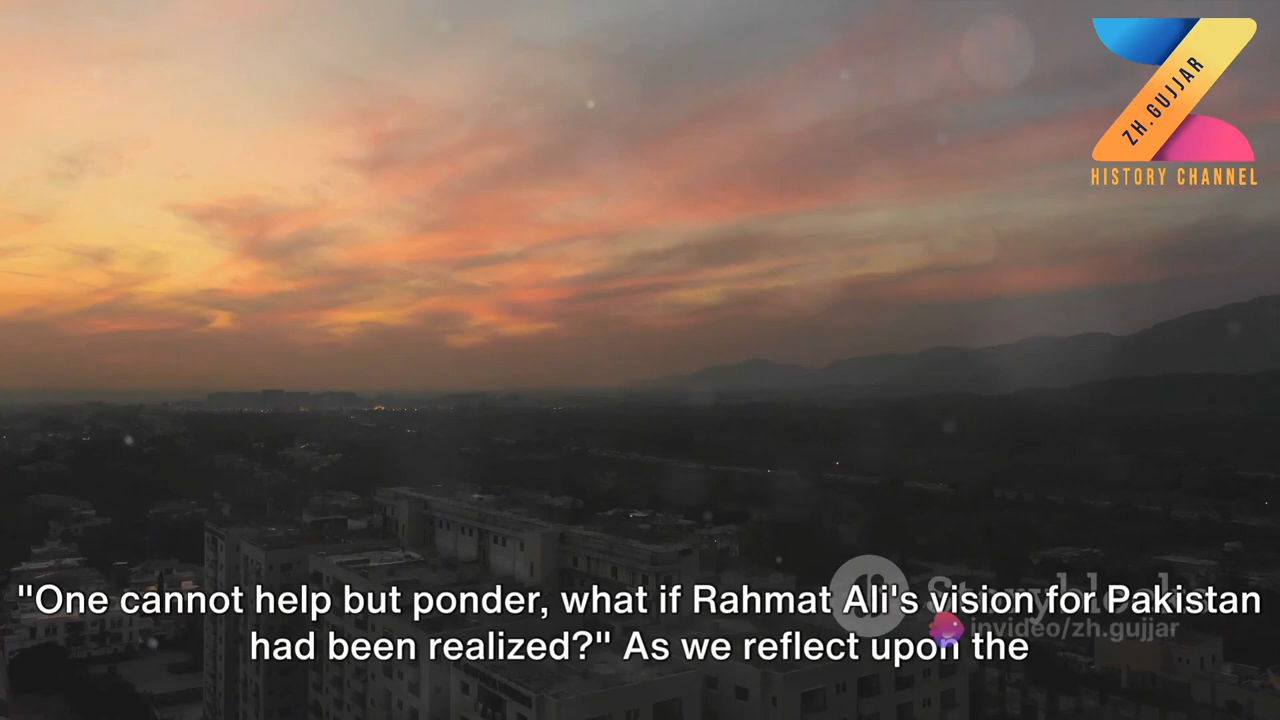 ZH.GUJJAR
HISTORY CHANNEL
"One cannot help but ponder, what if Rahmat Ali's vision for Pakistan
invideo/zh.gujjar
had been realized?" As we reflect upon the